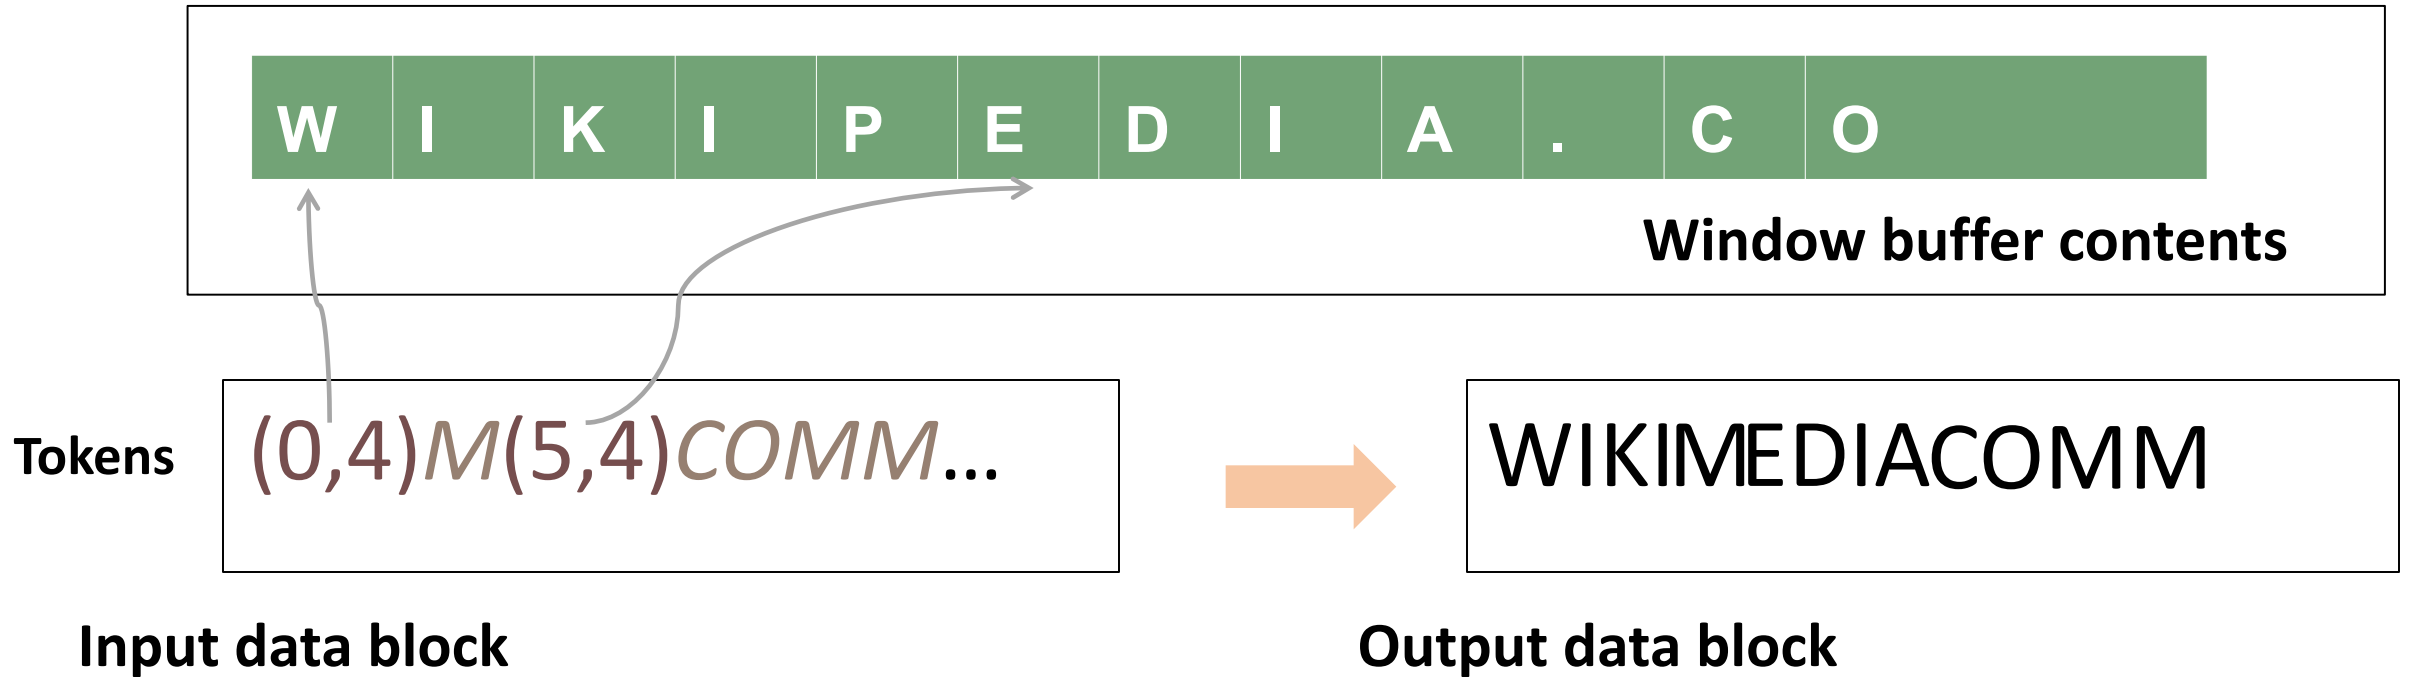 W I K I P E D I A . C O
Window buffer contents
Tokens
(0,4)M(5,4)COMM...
WIKIMEDIACOMM
Input data block
Output data block